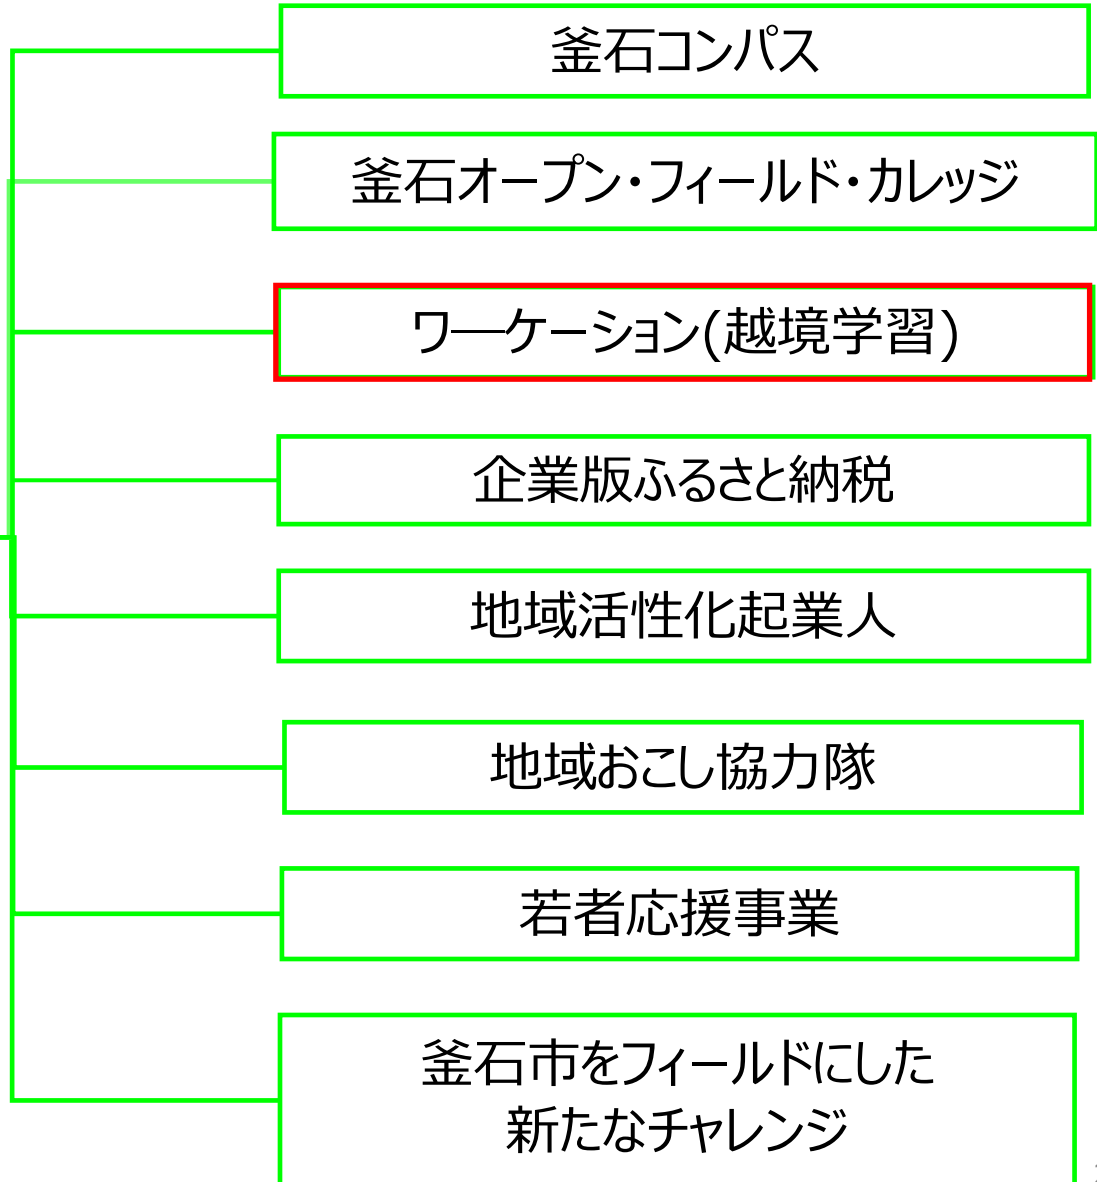 釜石コンパス
釜石オープン・フィールド・カレッジ
ワ―ケーション(越境学習)
企業版ふるさと納税
地域活性化起業人
地域おこし協力隊
若者応援事業
釜石市をフィールドにした
新たなチャレンジ